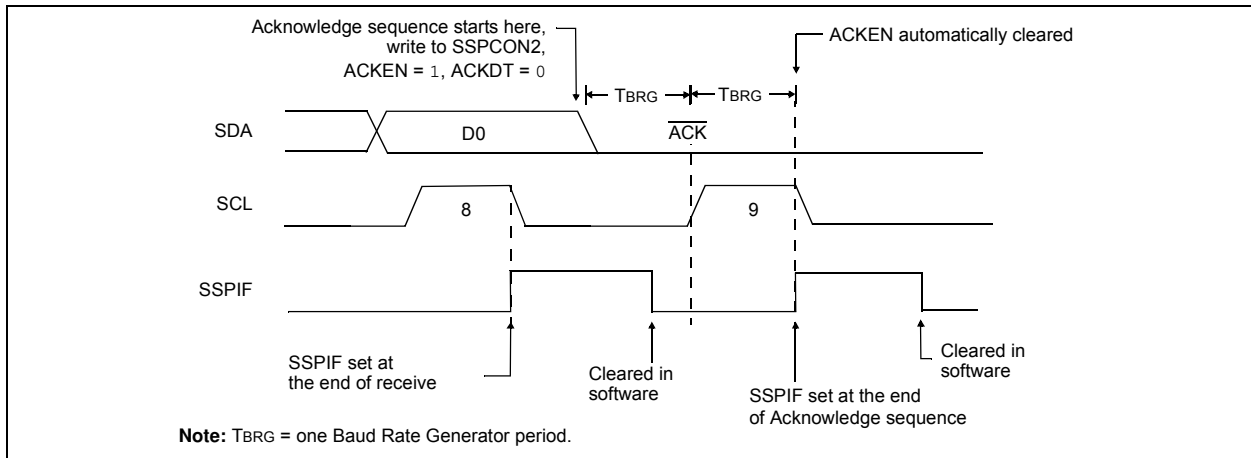 Acknowledge sequence starts here,
write to SSPCON2,
ACKEN = 1, ACKDT = 0
ACKEN automatically cleared
TBRG
TBRG
SDA
D0
ACK
SCL
8
9
SSPIF
SSPIF set at
the end of receive
Cleared in
software
SSPIF set at the end
of Acknowledge sequence
Cleared in
software
Note: TBRG = one Baud Rate Generator period.